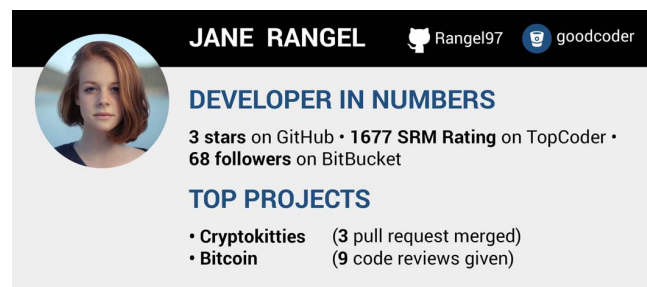 JANE RANGEL Rangel97 goodcoder
DEVELOPER IN NUMBERS
3 stars on GitHub • 1677 SRM Rating on TopCoder •
68 followers on BitBucket
TOP PROJECTS
• Cryptokitties (3 pull request merged)
• Bitcoin (9 code reviews given)